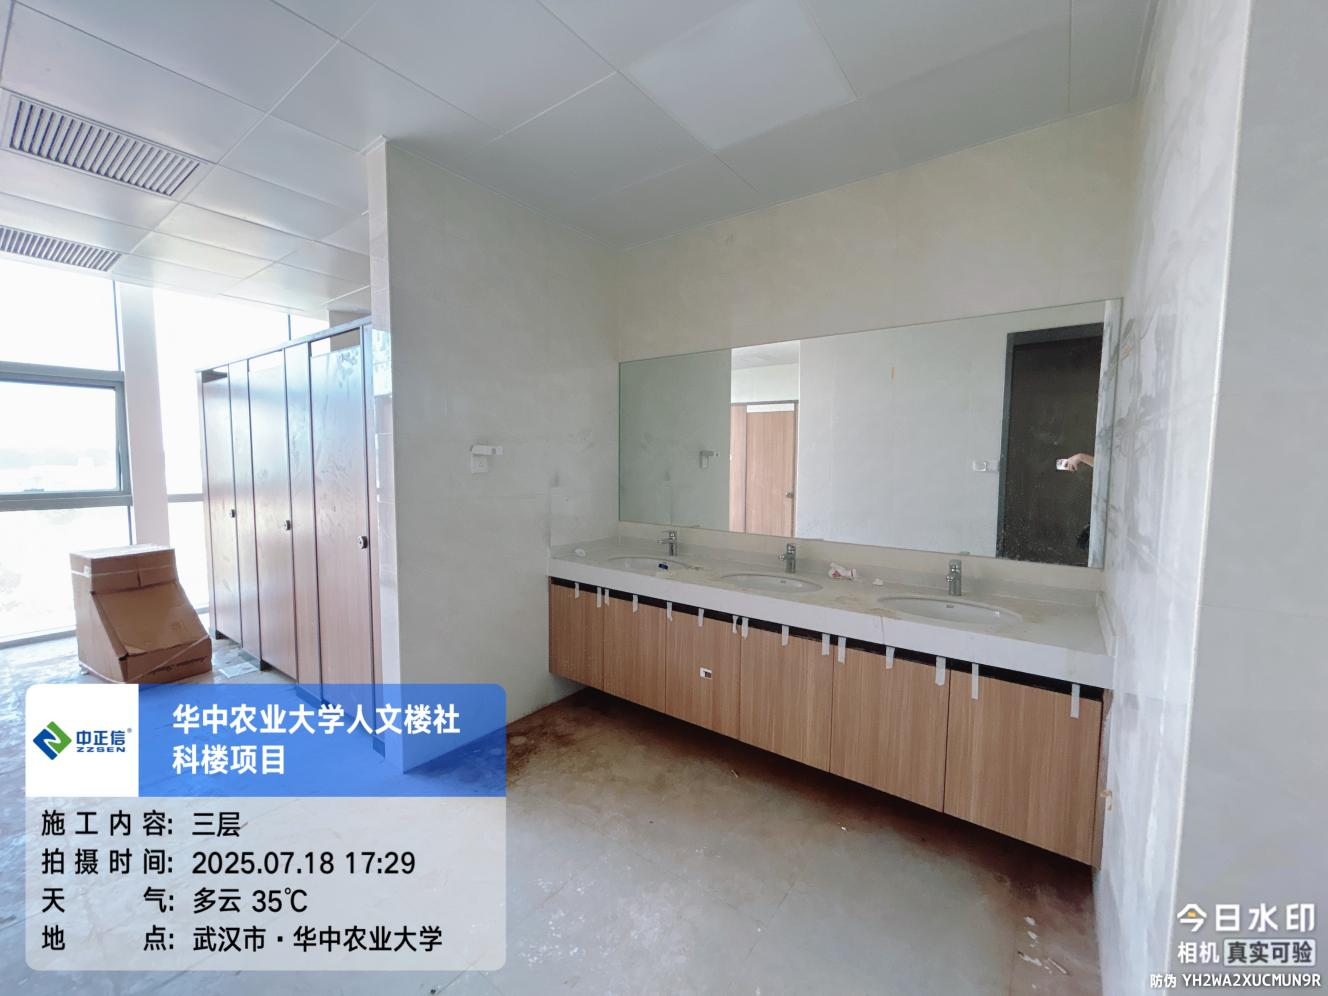 中正信®
ZZSEN
华中农业大学人文楼社
科楼项目
施工内容: 三层
拍摄时间: 2025.07.18 17:29
天气: 多云 35℃
地点: 武汉市·华中农业大学
今日水印
相机 真实可验
防伪 YH2WA2XUCMUN9R